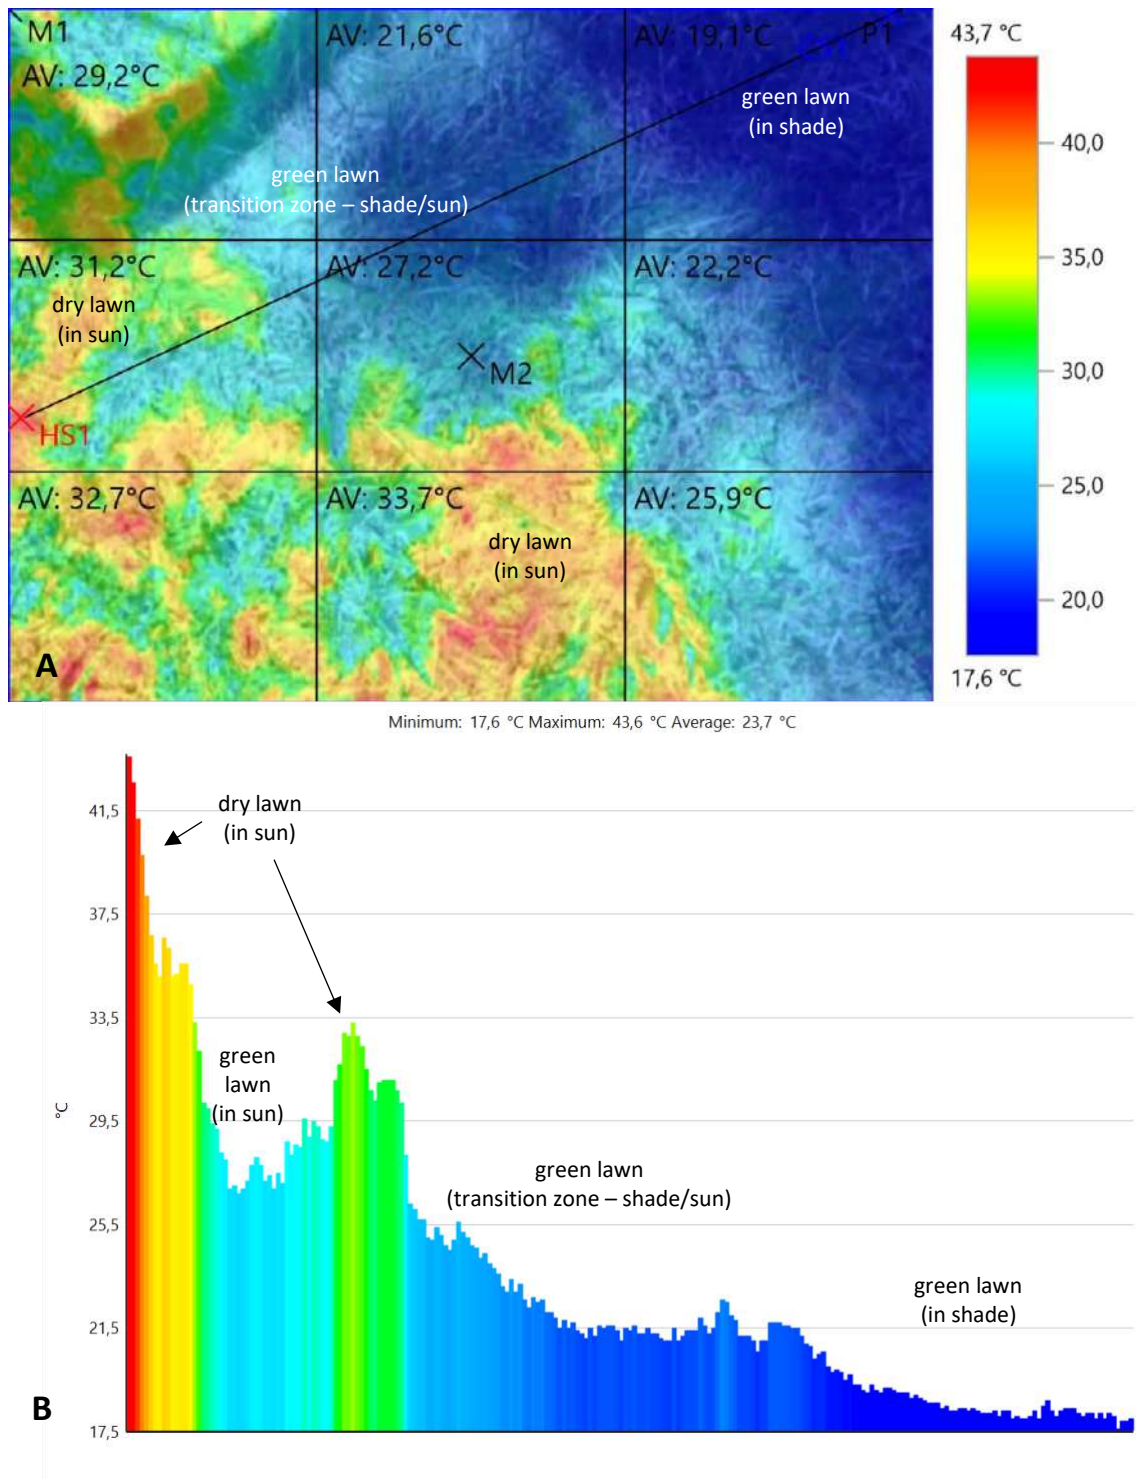 M1
AV: 29,2°C
AV: 21,6°C
AV: 19,1°C
P1
43,7 °C
green lawn
(in shade)
40,0
green lawn
(transition zone – shade/sun)
AV: 31,2°C
AV: 27,2°C
AV: 22,2°C
35,0
dry lawn
(in sun)
M2
30,0
HS1
AV: 32,7°C
AV: 33,7°C
AV: 25,9°C
25,0
dry lawn
(in sun)
20,0
A
17,6 °C
Minimum: 17,6 °C Maximum: 43,6 °C Average: 23,7 °C
41,5
dry lawn
(in sun)
37,5
33,5
green
lawn
(in sun)
°C
29,5
green lawn
(transition zone – shade/sun)
25,5
green lawn
(in shade)
21,5
B
17,5